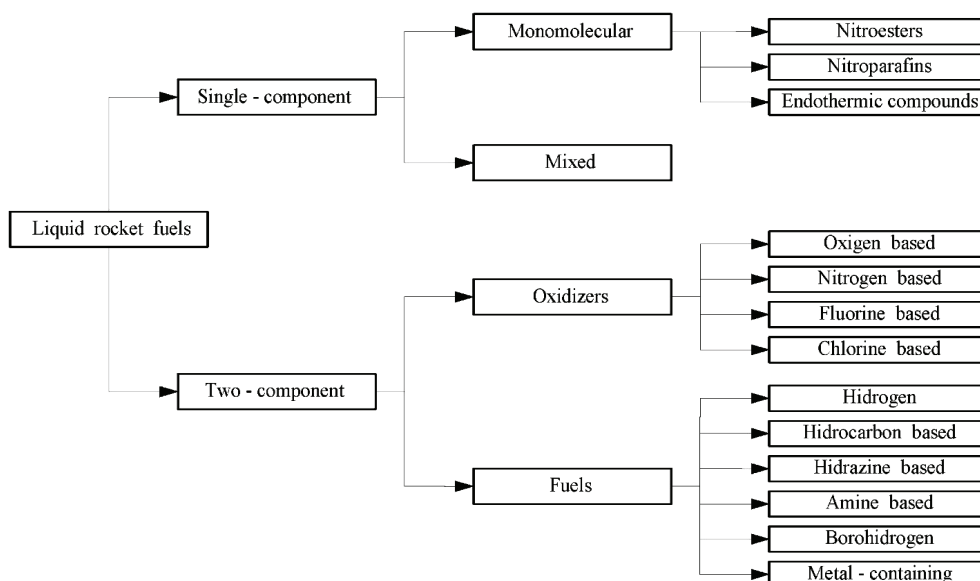 Monomolecular
Nitroesters
Nitroparafins
Endothermic compounds
Single - component
Mixed
Liquid rocket fuels
Oxigen based
Nitrogen based
Fluorine based
Chlorine based
Oxidizers
Two - component
Hidrogen
Hidrocarbon based
Hidrazine based
Amine based
Borohidrogen
Metal - containing
Fuels